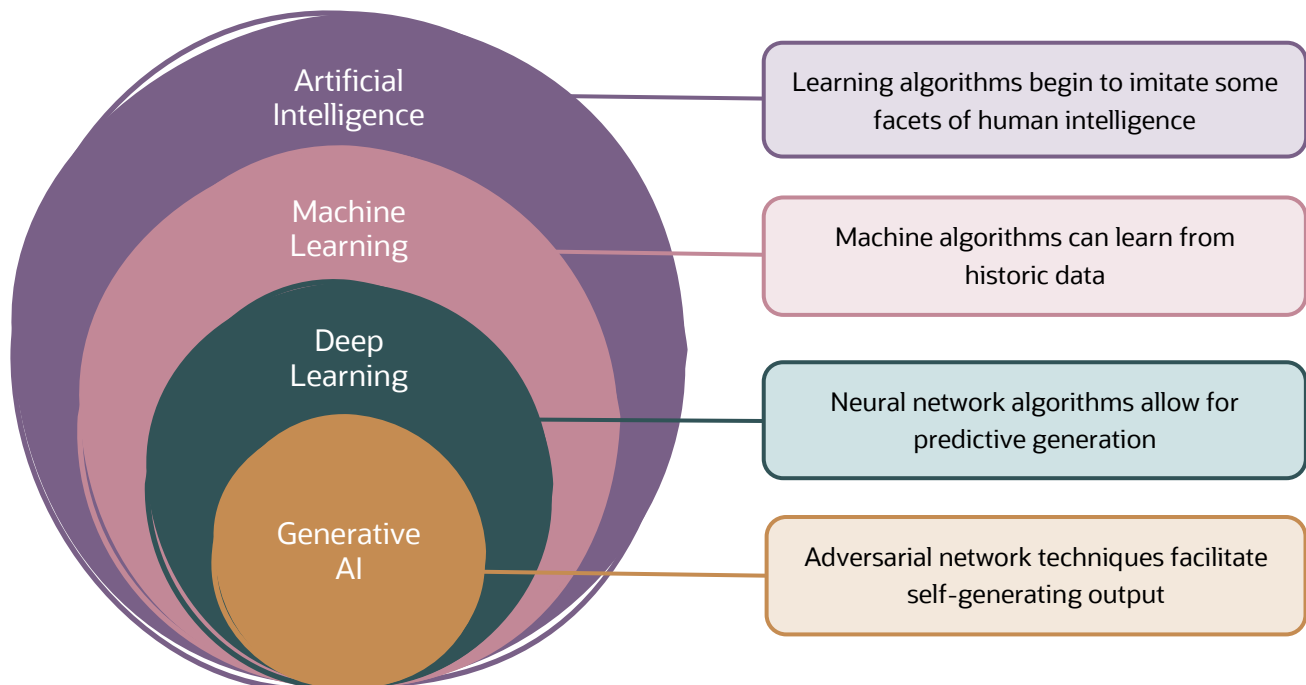 Artificial
Intelligence
Learning algorithms begin to imitate some
facets of human intelligence
Machine
Learning
Machine algorithms can learn from
historic data
Deep
Learning
Neural network algorithms allow for
predictive generation
Generative
AI
Adversarial network techniques facilitate
self-generating output